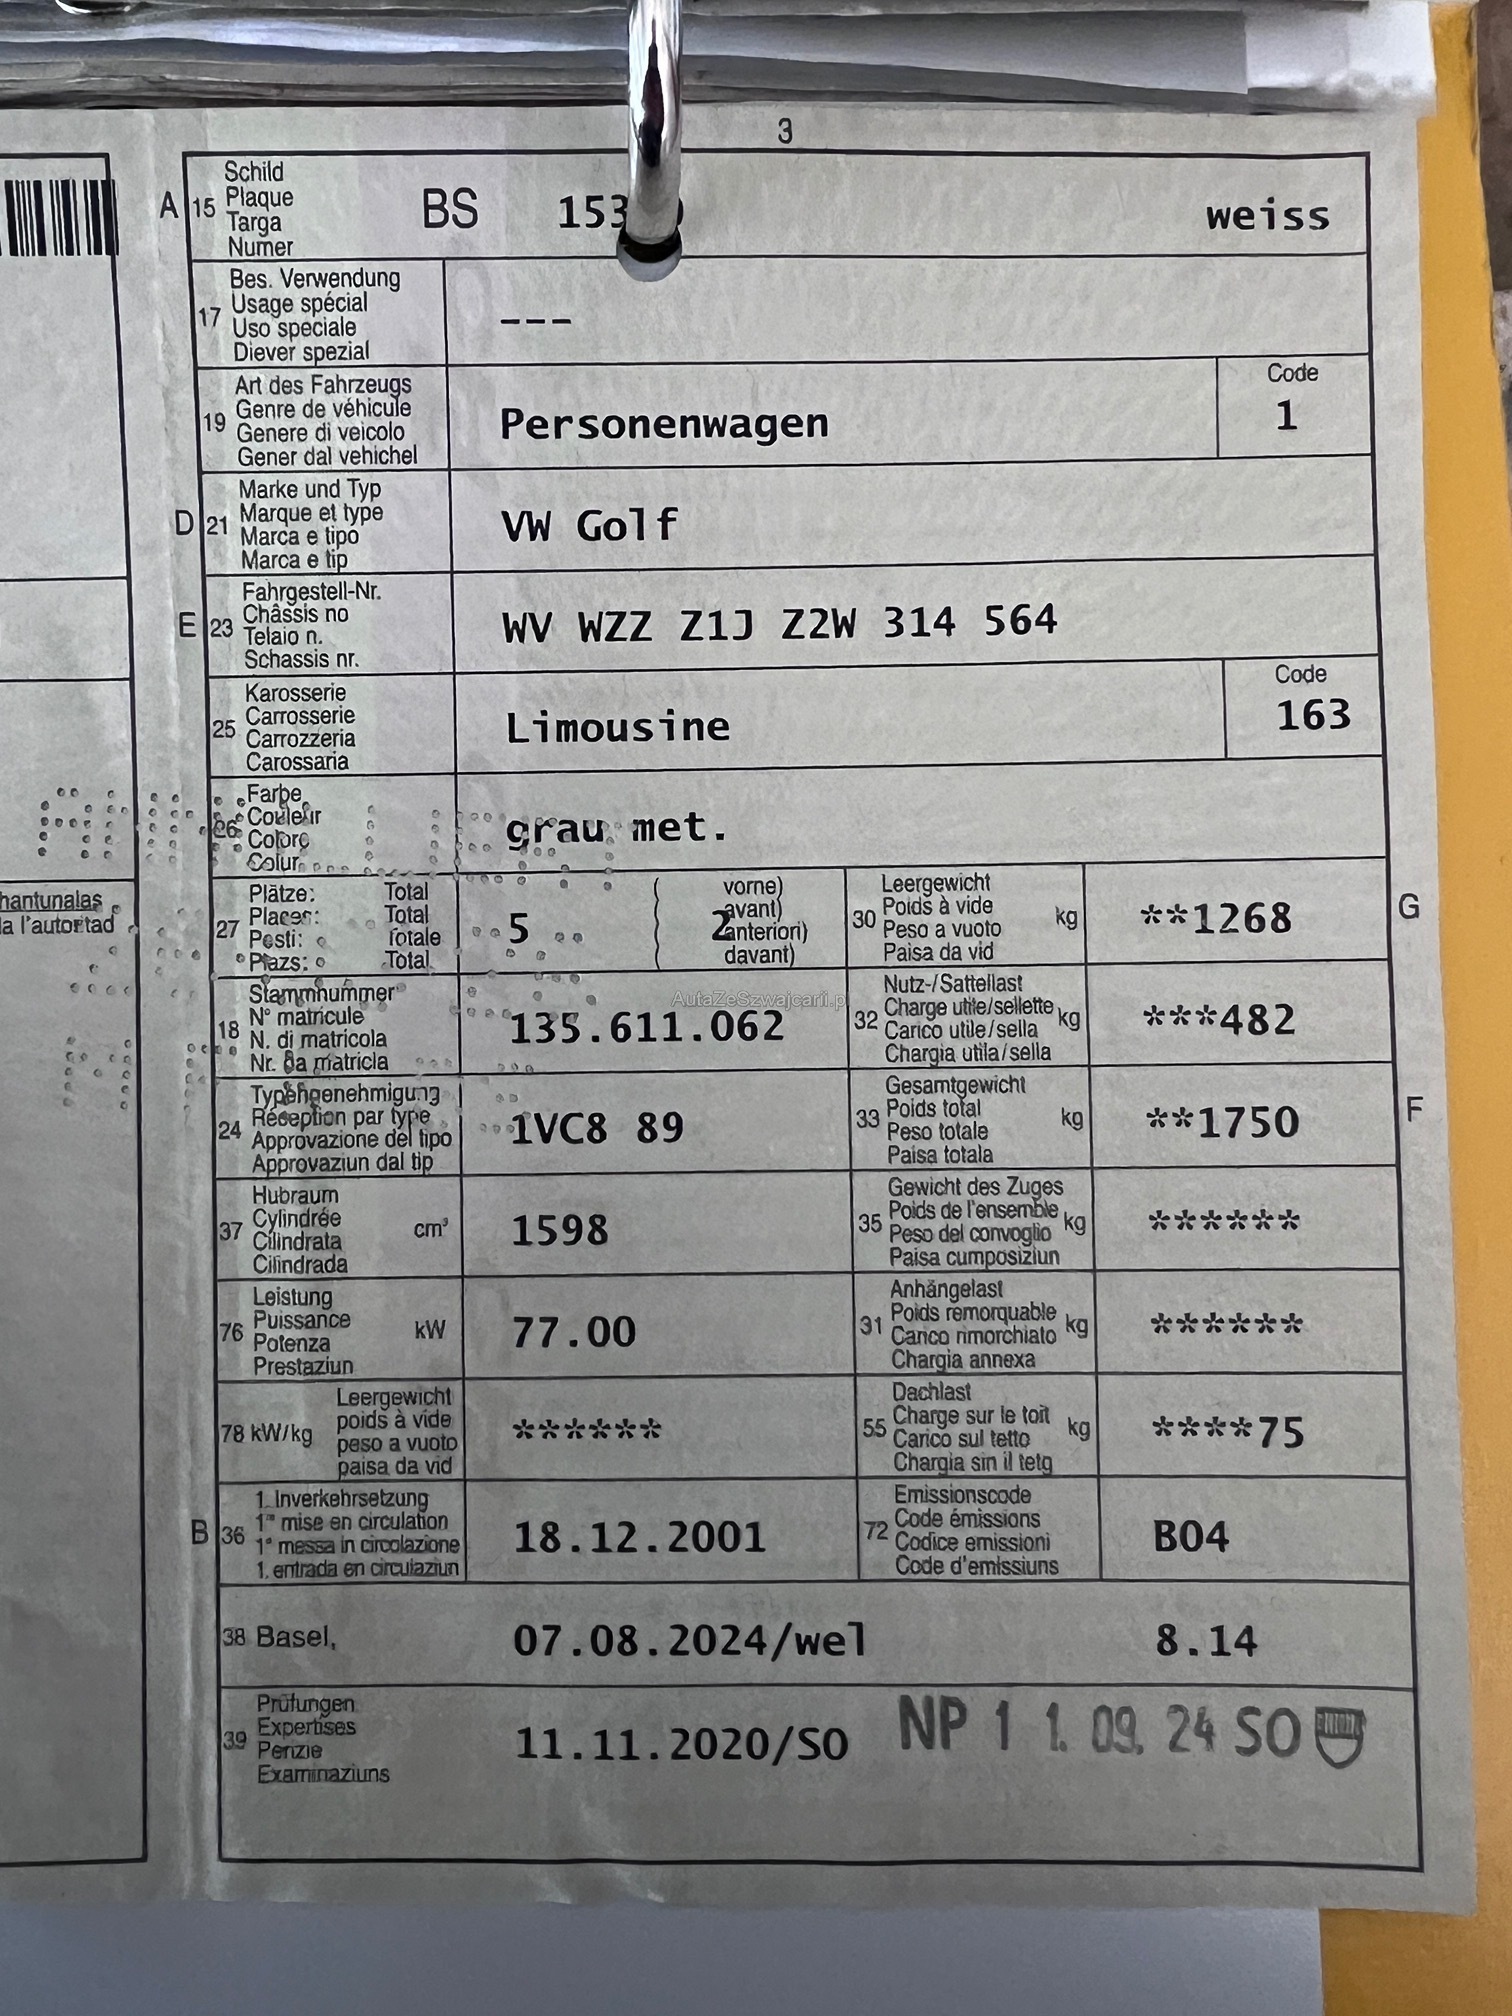 3
A 15 Schild
Plaque
Targa
Numer
BS 153 weiss
17 Bes. Verwendung
Usage spécial
Uso speciale
Diever spezial
---
19 Art des Fahrzeugs
Genre de véhicule
Genere di veicolo
Gener dal vehichel
Personenwagen
Code
1
D 21 Marke und Typ
Marque et type
Marca e tipo
Marca e tip
VW Golf
E 23 Fahrgestell-Nr.
Châssis no
Telaio n.
Schassis nr.
WV WZZ Z1J Z2W 314 564
25 Karosserie
Carrosserie
Carrozzeria
Carossaria
Limousine
Code
163
26 Farbe
Couleur
Colore
Colur
grau met.
hantunalas
la l'autoritad
27 Plätze: Total
Places: Total
Posti: Totale
Plazs: Total
5
( vorne)
( avant)
( anteriori)
( davant)
2
30 Leergewicht
Poids à vide
Peso a vuoto
Paisa da vid
kg
**1268
G
18 Stammnummer
N° matricule
N. di matricola
Nr. da matricla
135.611.062
AutaZeSzwajcarii.p
32 Nutz-/Sattellast
Charge utile/sellette
Carico utile/sella
Chargia utila/sella
kg
***482
24 Typengenehmigung
Réception par type
Approvazione del tipo
Approvaziun dal tip
1VC8 89
33 Gesamtgewicht
Poids total
Peso totale
Paisa totala
kg
**1750
F
37 Hubraum
Cylindrée
Cilindrata
Cilindrada
cm³
1598
35 Gewicht des Zuges
Poids de l'ensemble
Peso del convoglio
Paisa cumposiziun
kg
******
76 Leistung
Puissance
Potenza
Prestaziun
kW
77.00
31 Anhängelast
Poids remorquable
Carico rimorchiato
Chargia annexa
kg
******
78 kW/kg
Leergewicht
poids à vide
peso a vuoto
paisa da vid
******
55 Dachlast
Charge sur le toit
Carico sul tetto
Chargia sin il tetg
kg
****75
B 36 1. Inverkehrsetzung
1re mise en circulation
1a messa in circolazione
1. entrada en circulaziun
18.12.2001
72 Emissionscode
Code émissions
Codice emissioni
Code d'emissiuns
B04
38 Basel, 07.08.2024/wel 8.14
39 Prüfungen
Expertises
Perizie
Examinaziuns
11.11.2020/SO
NP 11.09.24 SO